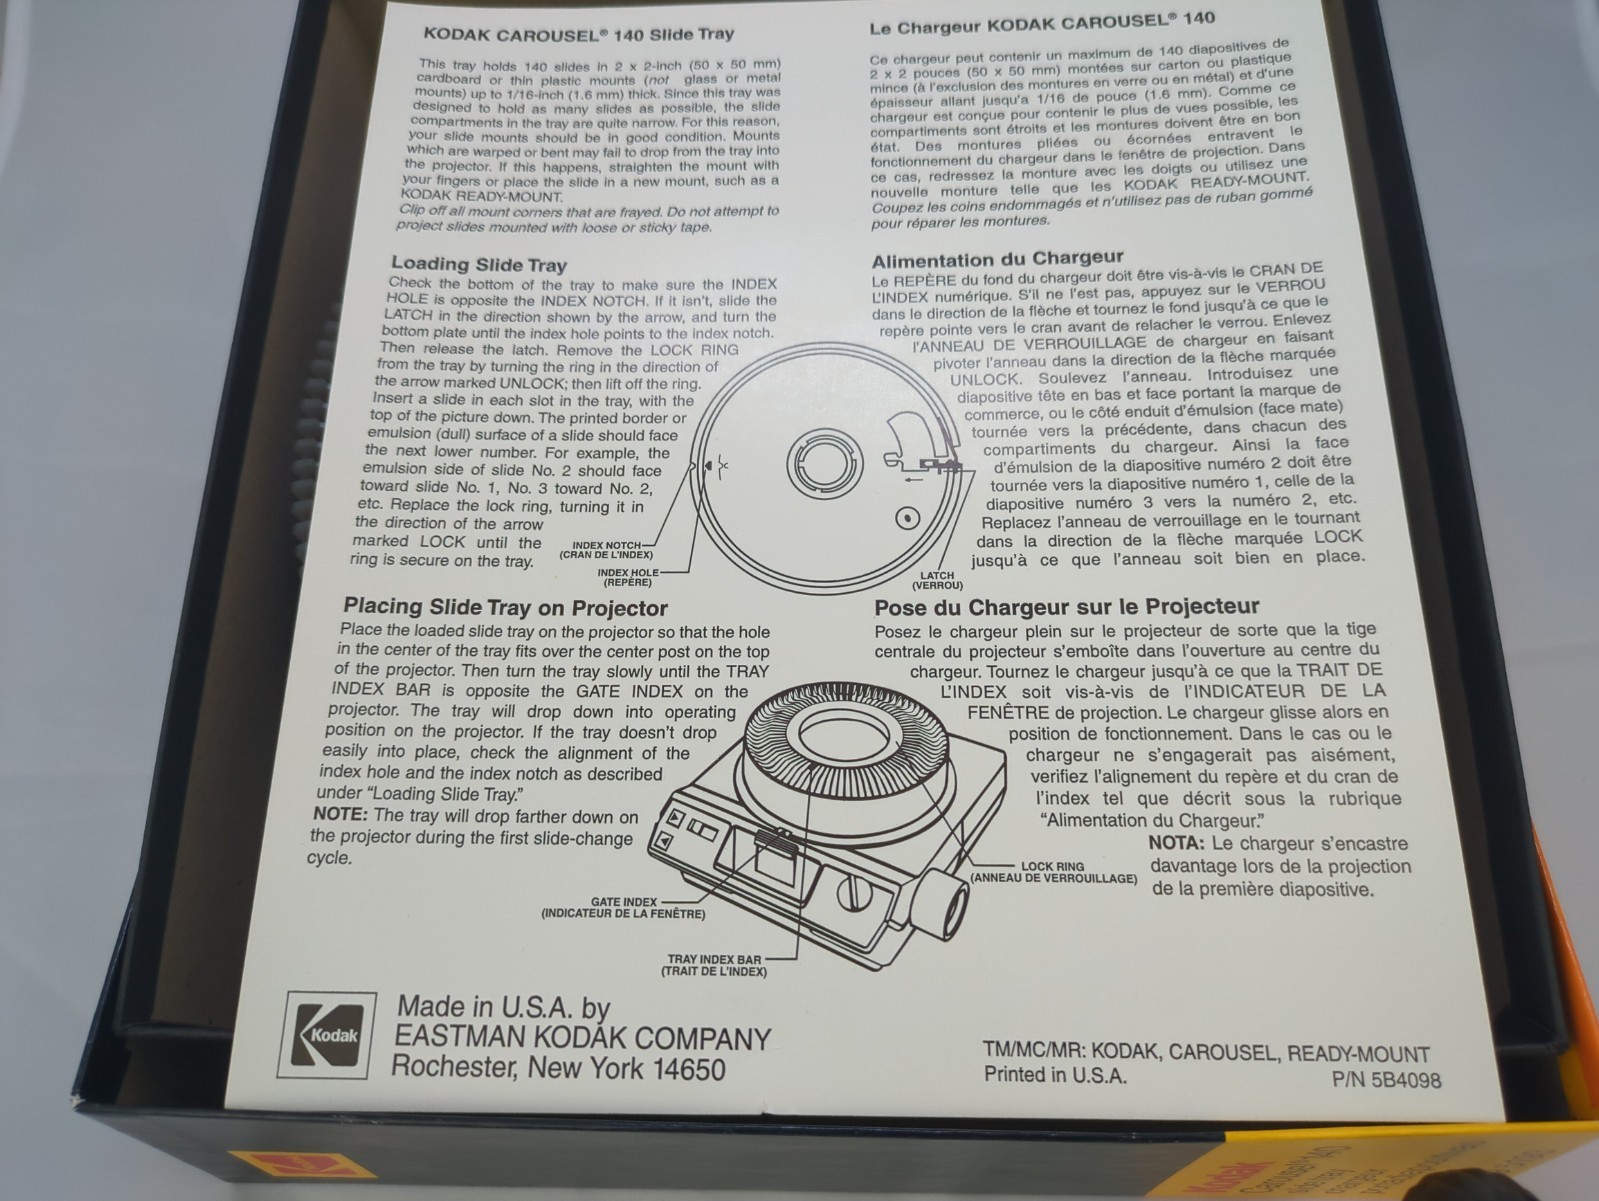 KODAK CAROUSEL® 140 Slide Tray
This tray holds 140 slides in 2 x 2-inch (50 x 50 mm)
cardboard or thin plastic mounts (not glass or metal
mounts) up to 1/16-inch (1.6 mm) thick. Since this tray was
designed to hold as many slides as possible, the slide
compartments in the tray are quite narrow. For this reason,
your slide mounts should be in good condition. Mounts
which are warped or bent may fail to drop from the tray into
the projector. If this happens, straighten the mount with
your fingers or place the slide in a new mount, such as a
KODAK READY-MOUNT.
Clip off all mount corners that are frayed. Do not attempt to
project slides mounted with loose or sticky tape.
Loading Slide Tray
Check the bottom of the tray to make sure the INDEX
HOLE is opposite the INDEX NOTCH. If it isn't, slide the
LATCH in the direction shown by the arrow, and turn the
bottom plate until the index hole points to the index notch.
Then release the latch. Remove the LOCK RING
from the tray by turning the ring in the direction of
the arrow marked UNLOCK; then lift off the ring.
Insert a slide in each slot in the tray, with the
top of the picture down. The printed border or
emulsion (dull) surface of a slide should face
the next lower number. For example, the
emulsion side of slide No. 2 should face
toward slide No. 1, No. 3 toward No. 2,
etc. Replace the lock ring, turning it in
the direction of the arrow
marked LOCK until the
ring is secure on the tray.
INDEX NOTCH
(CRAN DE L'INDEX)
INDEX HOLE
(REPÈRE)
LATCH
(VERROU)
Placing Slide Tray on Projector
Place the loaded slide tray on the projector so that the hole
in the center of the tray fits over the center post on the top
of the projector. Then turn the tray slowly until the TRAY
INDEX BAR is opposite the GATE INDEX on the
projector. The tray will drop down into operating
position on the projector. If the tray doesn't drop
easily into place, check the alignment of the
index hole and the index notch as described
under "Loading Slide Tray."
NOTE: The tray will drop farther down on
the projector during the first slide-change
cycle.
GATE INDEX
(INDICATEUR DE LA FENÊTRE)
TRAY INDEX BAR
(TRAIT DE L'INDEX)
LOCK RING
(ANNEAU DE VERROUILLAGE)
Le Chargeur KODAK CAROUSEL® 140
Ce chargeur peut contenir un maximum de 140 diapositives de
2 x 2 pouces (50 x 50 mm) montées sur carton ou plastique
mince (à l'exclusion des montures en verre ou en métal) et d'une
épaisseur allant jusqu'a 1/16 de pouce (1.6 mm). Comme ce
chargeur est conçue pour contenir le plus de vues possible, les
compartiments sont étroits et les montures doivent être en bon
état. Des montures pliées ou écornées entravent le
fonctionnement du chargeur dans le fenêtre de projection. Dans
ce cas, redressez la monture avec les doigts ou utilisez une
nouvelle monture telle que les KODAK READY-MOUNT.
Coupez les coins endommagés et n'utilisez pas de ruban gommé
pour réparer les montures.
Alimentation du Chargeur
Le REPÈRE du fond du chargeur doit être vis-à-vis le CRAN DE
L'INDEX numérique. S'il ne l'est pas, appuyez sur le VERROU
dans le direction de la flèche et tournez le fond jusqu'à ce que le
repère pointe vers le cran avant de relacher le verrou. Enlevez
l'ANNEAU DE VERROUILLAGE de chargeur en faisant
pivoter l'anneau dans la direction de la flèche marquée
UNLOCK. Soulevez l'anneau. Introduisez une
diapositive tête en bas et face portant la marque de
commerce, ou le côté enduit d'émulsion (face mate)
tournée vers la précédente, dans chacun des
compartiments du chargeur. Ainsi la face
d'émulsion de la diapositive numéro 2 doit être
tournée vers la diapositive numéro 1, celle de la
diapositive numéro 3 vers la numéro 2, etc.
Replacez l'anneau de verrouillage en le tournant
dans la direction de la flèche marquée LOCK
jusqu'à ce que l'anneau soit bien en place.
Pose du Chargeur sur le Projecteur
Posez le chargeur plein sur le projecteur de sorte que la tige
centrale du projecteur s'emboîte dans l'ouverture au centre du
chargeur. Tournez le chargeur jusqu'à ce que la TRAIT DE
L'INDEX soit vis-à-vis de l'INDICATEUR DE LA
FENÊTRE de projection. Le chargeur glisse alors en
position de fonctionnement. Dans le cas ou le
chargeur ne s'engagerait pas aisément,
verifiez l'alignement du repère et du cran de
l'index tel que décrit sous la rubrique
"Alimentation du Chargeur."
NOTA: Le chargeur s'encastre
davantage lors de la projection
de la première diapositive.
Kodak
Made in U.S.A. by
EASTMAN KODAK COMPANY
Rochester, New York 14650
TM/MC/MR: KODAK, CAROUSEL, READY-MOUNT
Printed in U.S.A.
P/N 5B4098
Kodak
Kodak
Carousel 140
slide tray